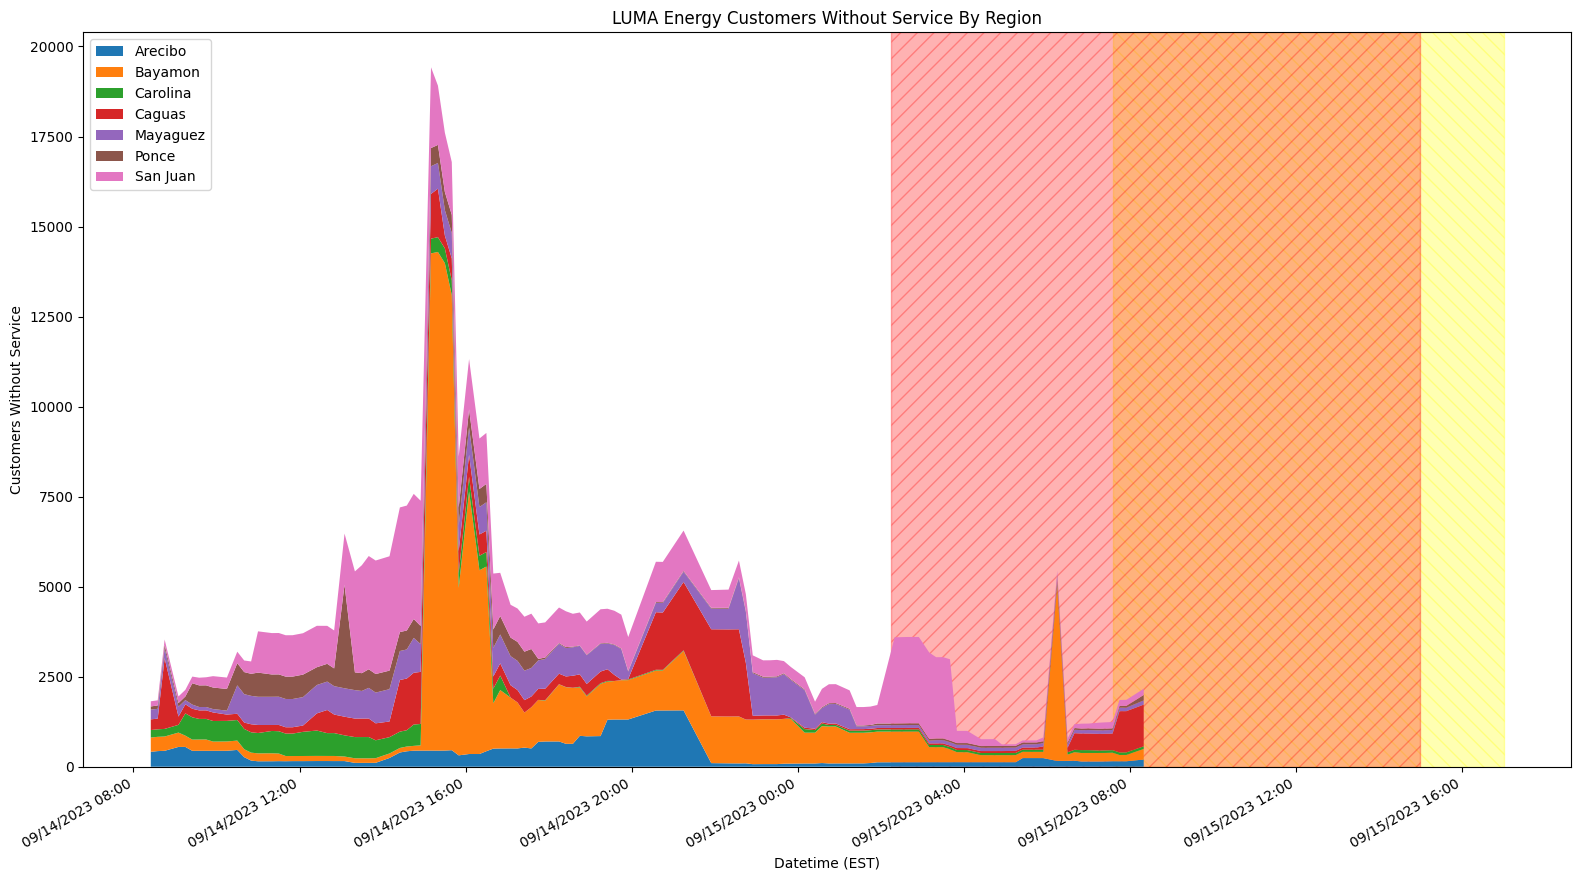 LUMA Energy Customers Without Service By Region
Arecibo
Bayamon
Carolina
Caguas
Mayaguez
Ponce
San Juan
20000
17500
15000
12500
10000
7500
5000
2500
0
Customers Without Service
09/14/2023 08:00
09/14/2023 12:00
09/14/2023 16:00
09/14/2023 20:00
09/15/2023 00:00
09/15/2023 04:00
09/15/2023 08:00
09/15/2023 12:00
09/15/2023 16:00
Datetime (EST)